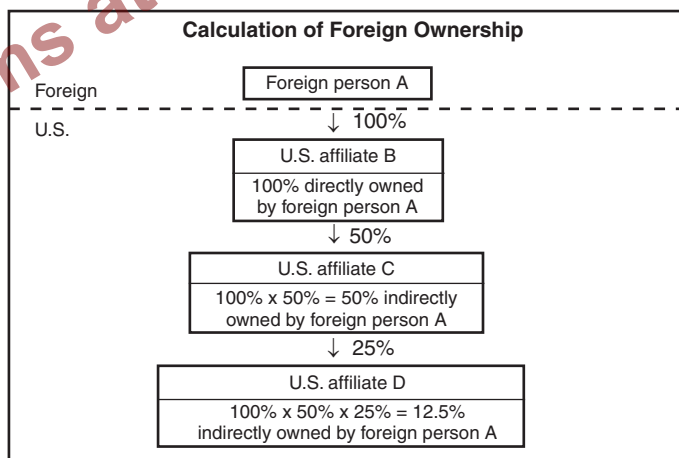 Calculation of Foreign Ownership
Foreign person A
Foreign
U.S.
↓ 100%
U.S. affiliate B
100% directly owned
by foreign person A
↓ 50%
U.S. affiliate C
100% x 50% = 50% indirectly
owned by foreign person A
↓ 25%
U.S. affiliate D
100% x 50% x 25% = 12.5%
indirectly owned by foreign person A